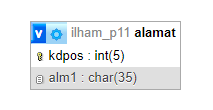 v ilham_p11 alamat
kdpos : int(5)
alm1 : char(35)